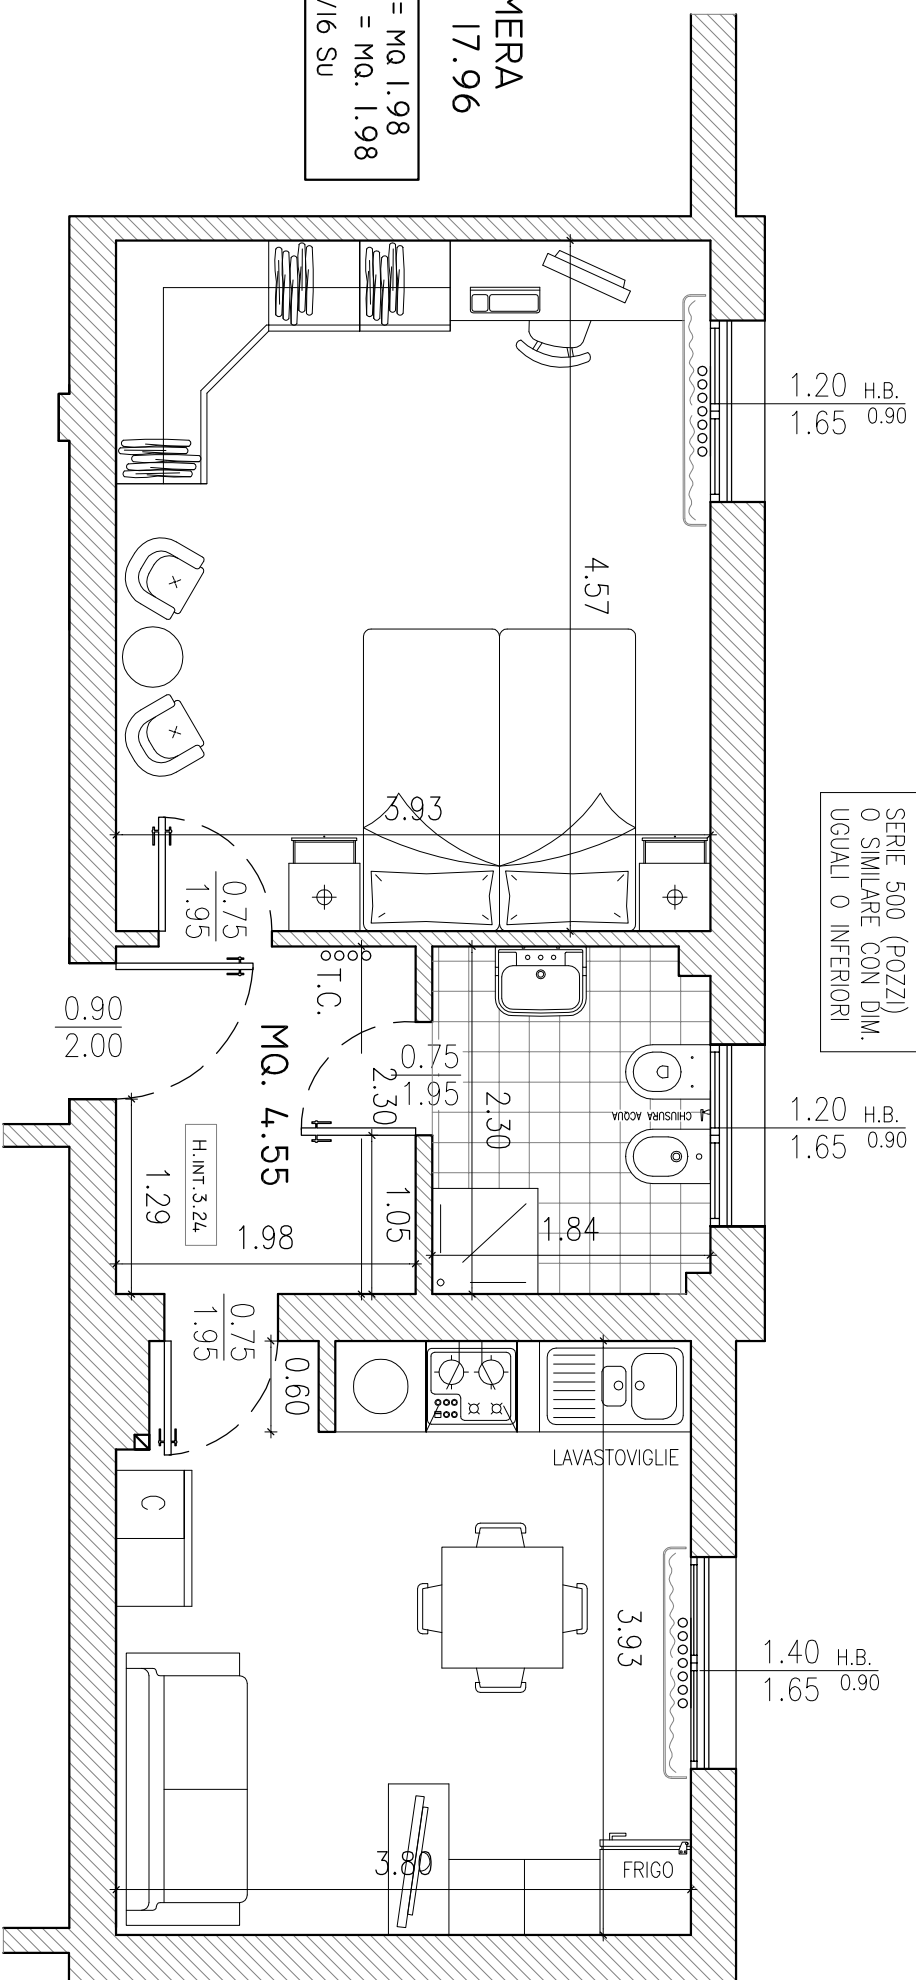 MERA
17.96
= MQ 1.98
= MQ. 1.98
/16 Su
1.20 H.B.
1.65 0.90
4.57
3.93
SERIE 500 (POZZI)
O SIMILARE CON DIM.
UGUALI O INFERIORI
0.75
1.95
T.C.
0.90
2.00
MQ. 4.55
0.75
1.95
2.30
2.30
CHIUSURA ACQUA
1.20 H.B.
1.65 0.90
H.INT.3.24
1.29
1.98
1.05
1.84
0.75
1.95
0.60
LAVASTOVIGLIE
C
3.93
1.40 H.B.
1.65 0.90
3.80
FRIGO